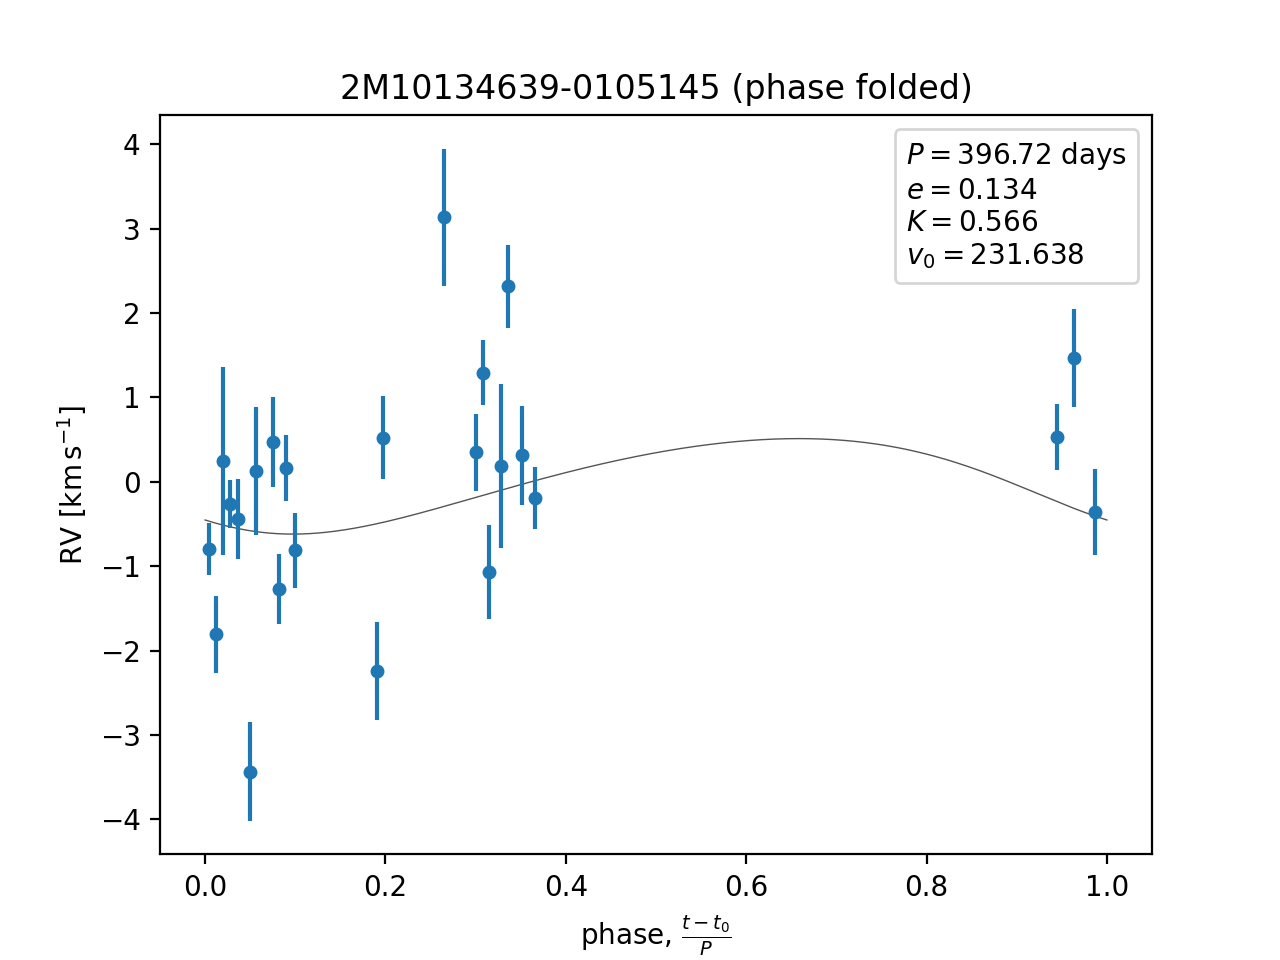 2M10134639-0105145 (phase folded)
P = 396.72 days
e = 0.134
K = 0.566
v₀ = 231.638
4
3
2
1
0
−1
−2
−3
−4
RV [km s⁻¹]
0.0 0.2 0.4 0.6 0.8 1.0
phase, (t − t₀)/P